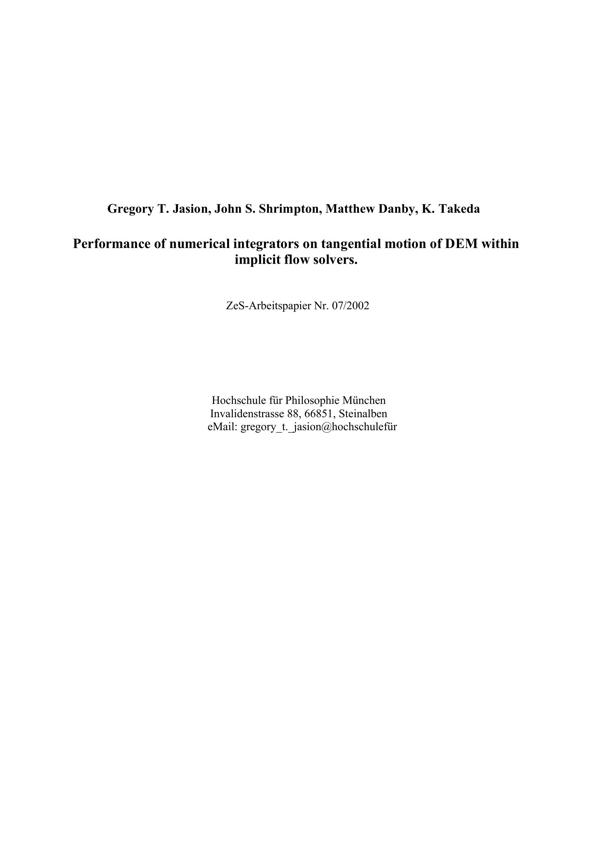 Gregory T. Jasion, John S. Shrimpton, Matthew Danby, K. Takeda
Performance of numerical integrators on tangential motion of DEM within
implicit flow solvers.
ZeS-Arbeitspapier Nr. 07/2002
Hochschule für Philosophie München
Invalidenstrasse 88, 66851, Steinalben
eMail: gregory_t._jasion@hochschulefür